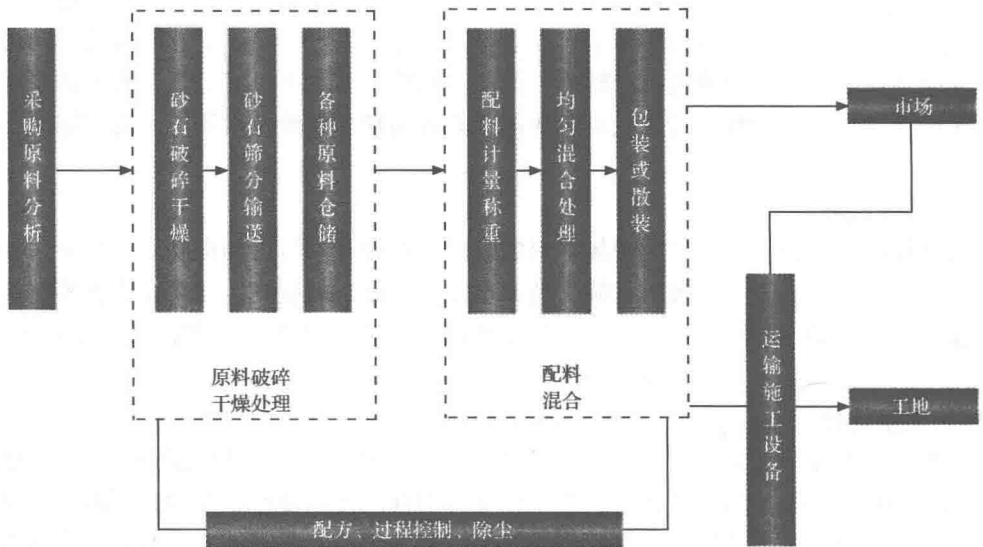 采购原料分析
砂石破碎干燥
砂石筛分输送
各种原料仓储
原料破碎
干燥处理
配料计量称重
均匀混合处理
包装或散装
配料
混合
市场
运输施工设备
工地
配方、过程控制、除尘